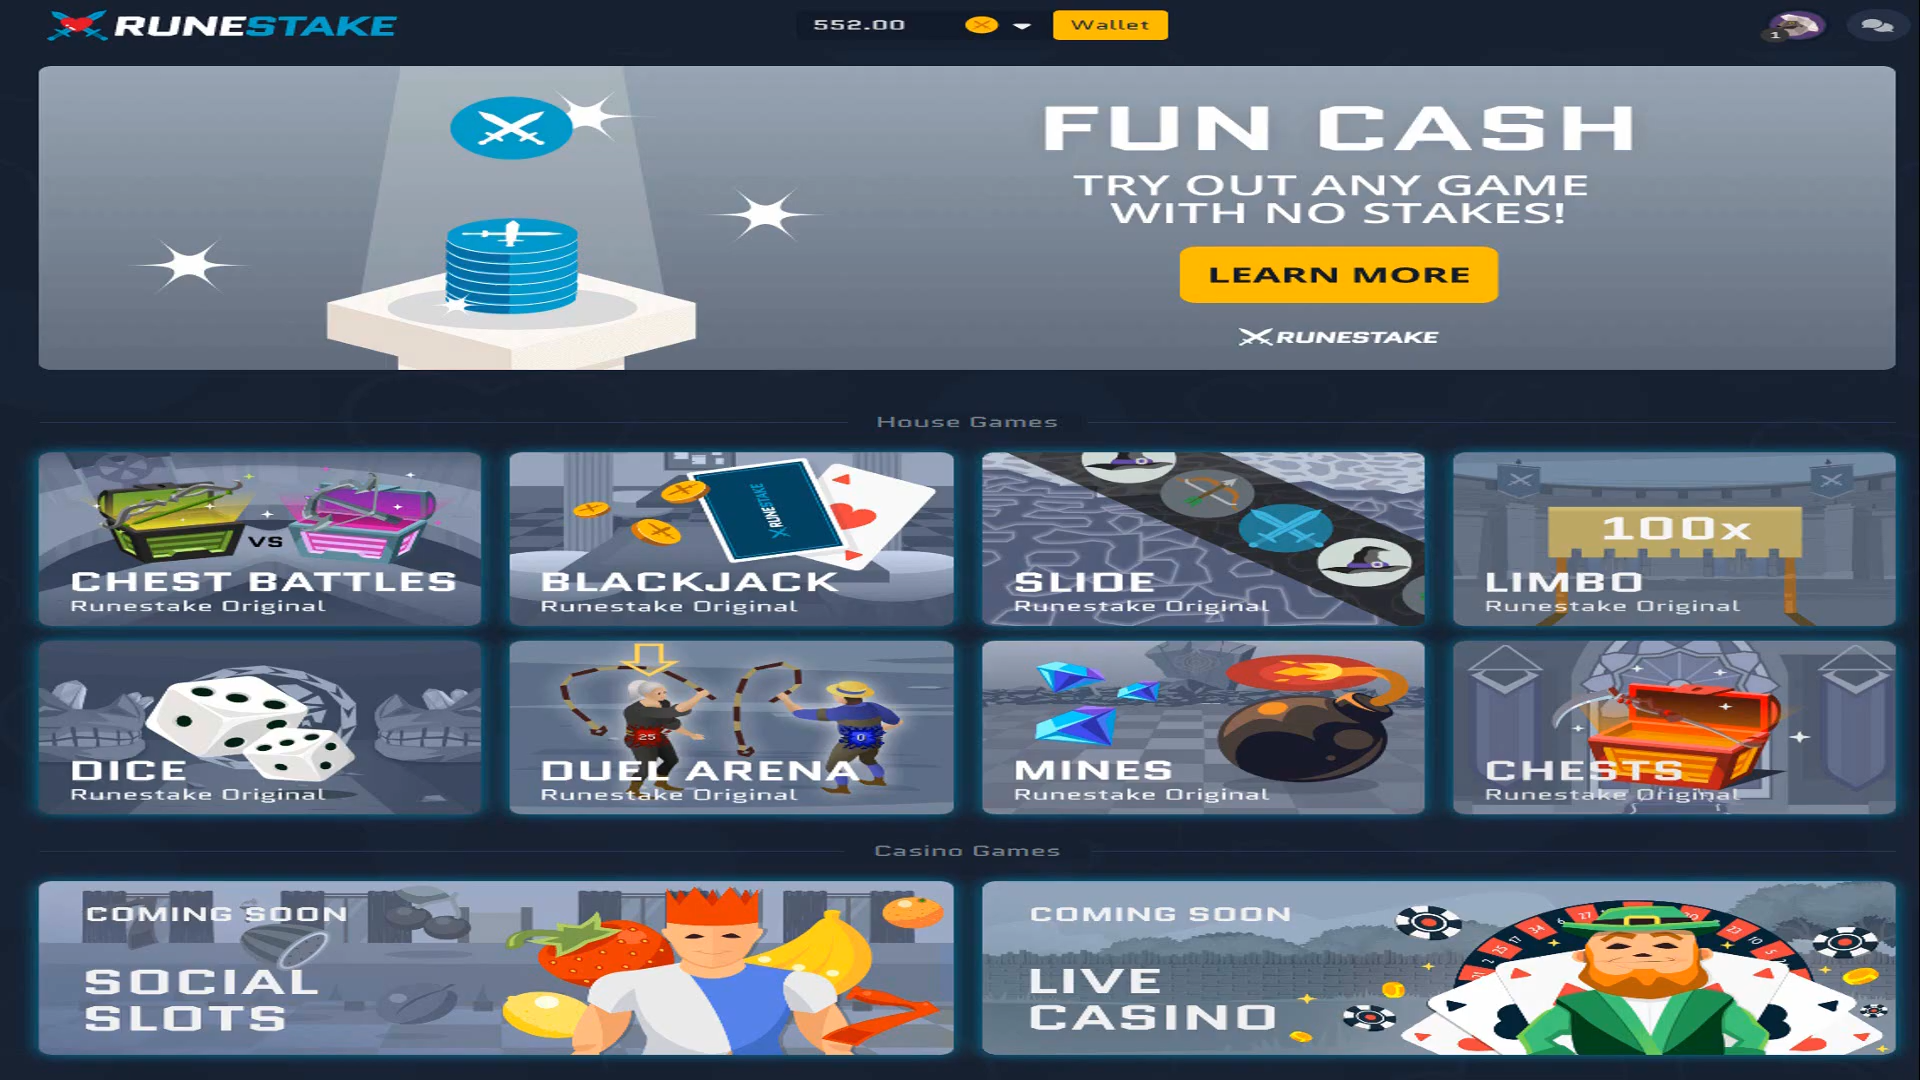 RUNESTAKE
552.00
Wallet
1
FUN CASH
TRY OUT ANY GAME
WITH NO STAKES!
LEARN MORE
RUNESTAKE
House Games
VS
CHEST BATTLES
Runestake Original
RUNESTAKE
BLACKJACK
Runestake Original
SLIDE
Runestake Original
100x
LIMBO
Runestake Original
DICE
Runestake Original
25
0
DUEL ARENA
Runestake Original
MINES
Runestake Original
CHESTS
Runestake Original
Casino Games
COMING SOON
SOCIAL
SLOTS
COMING SOON
LIVE
CASINO